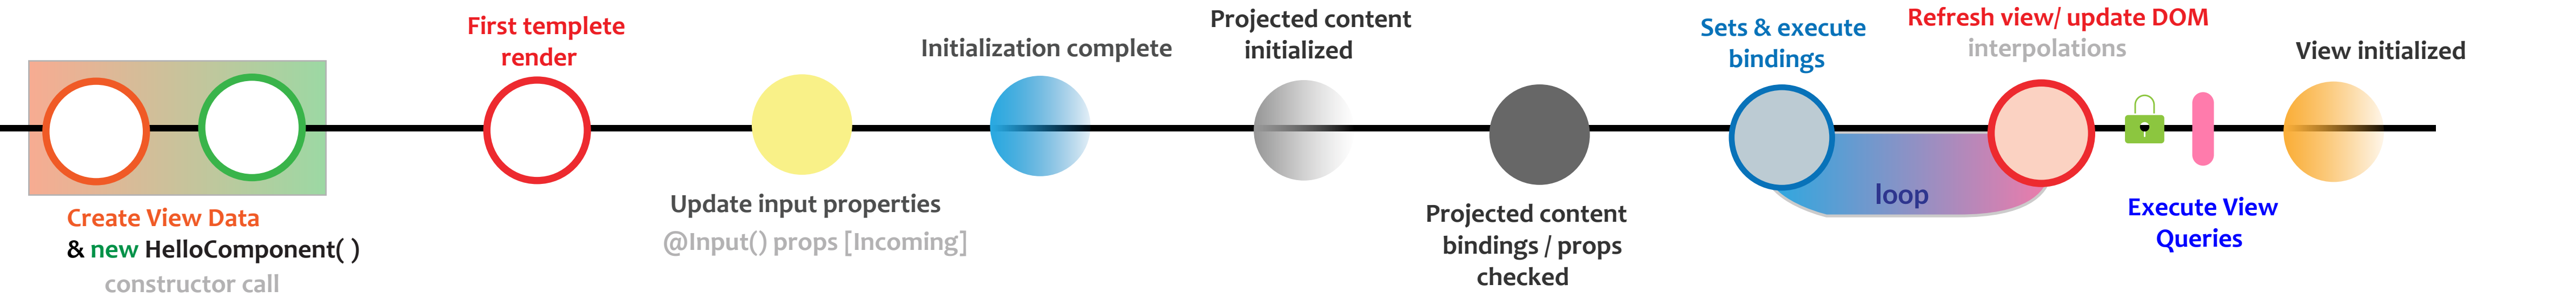 Create View Data
& new HelloComponent( )
constructor call
First templete
render
Update input properties
@Input() props [Incoming]
Initialization complete
Projected content
initialized
Projected content
bindings / props
checked
Sets & execute
bindings
loop
Refresh view/ update DOM
interpolations
Execute View
Queries
View initialized